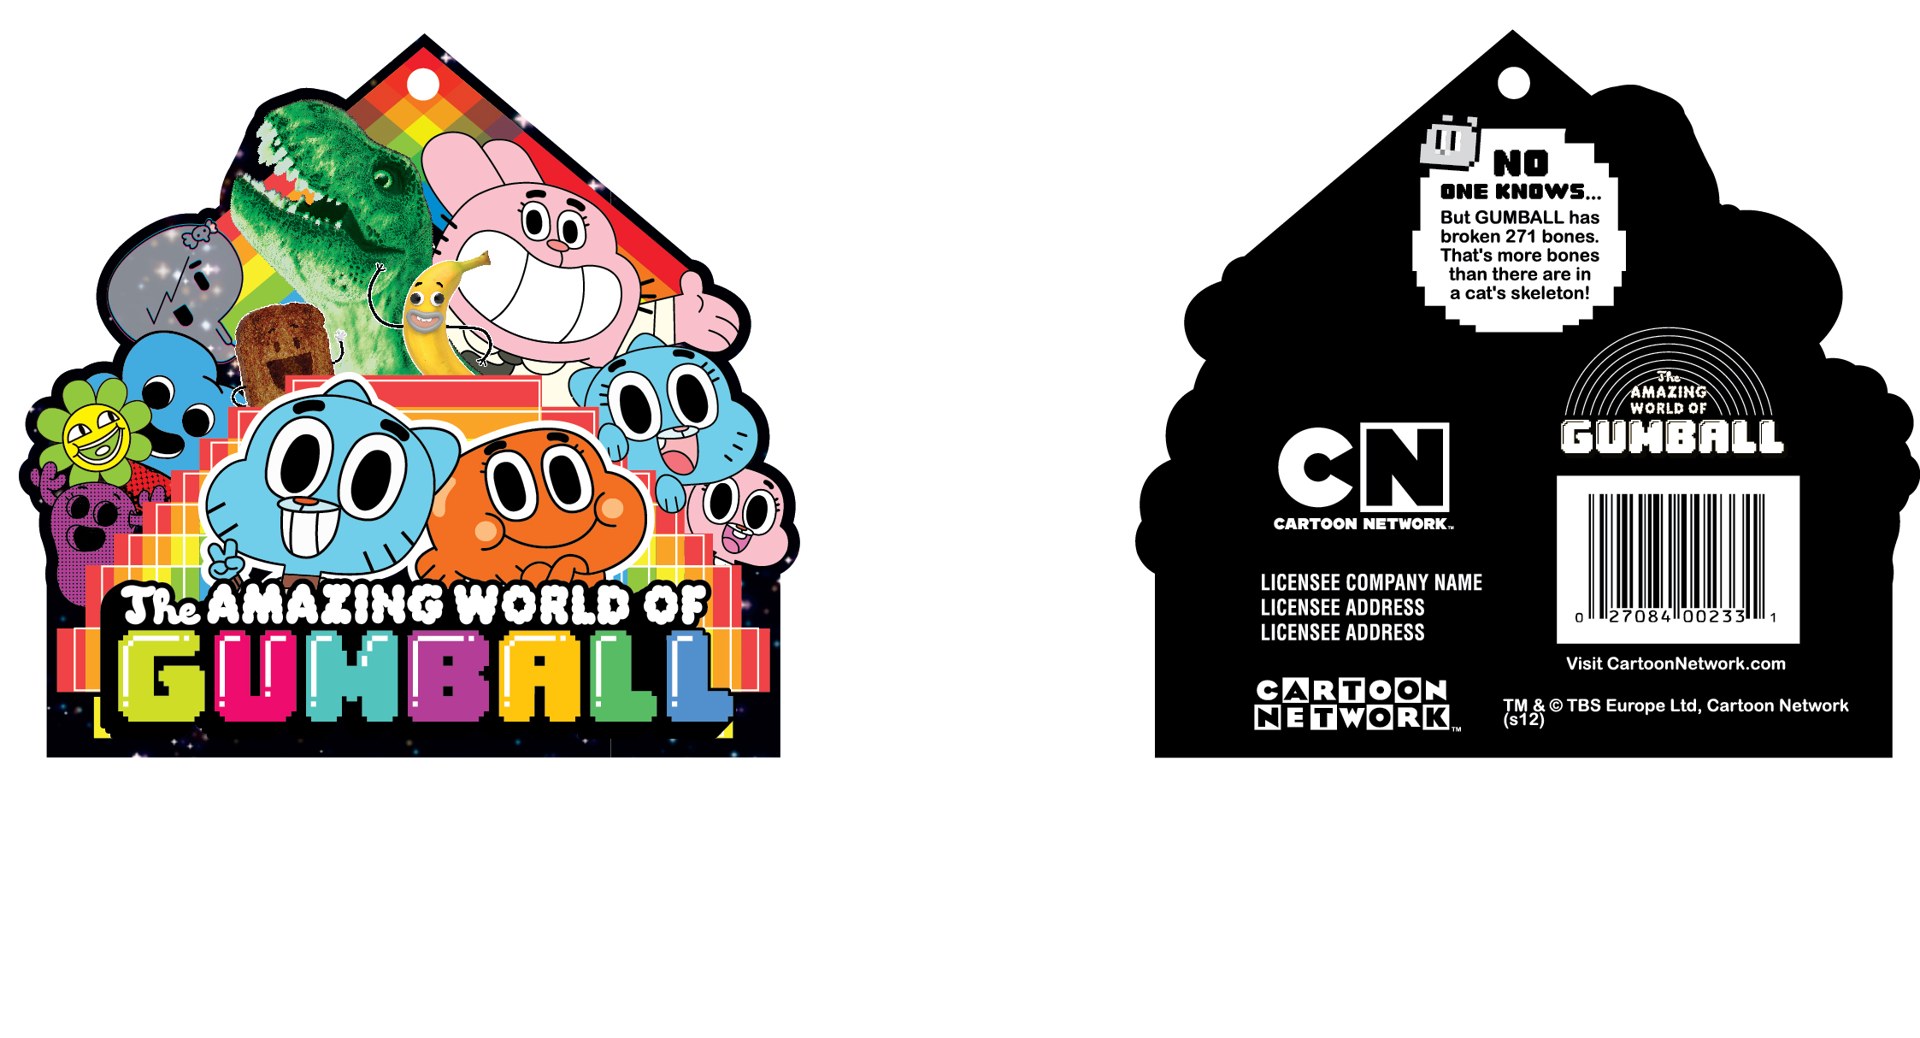 The AMAZING WORLD OF
GUMBALL
NO
ONE KNOWS...
But GUMBALL has
broken 271 bones.
That's more bones
than there are in
a cat's skeleton!
The
AMAZING
WORLD OF
GUMBALL
CN
CARTOON NETWORK™
LICENSEE COMPANY NAME
LICENSEE ADDRESS
LICENSEE ADDRESS
0 27084 00233 1
Visit CartoonNetwork.com
CARTOON
NETWORK™
TM & © TBS Europe Ltd, Cartoon Network
(s12)